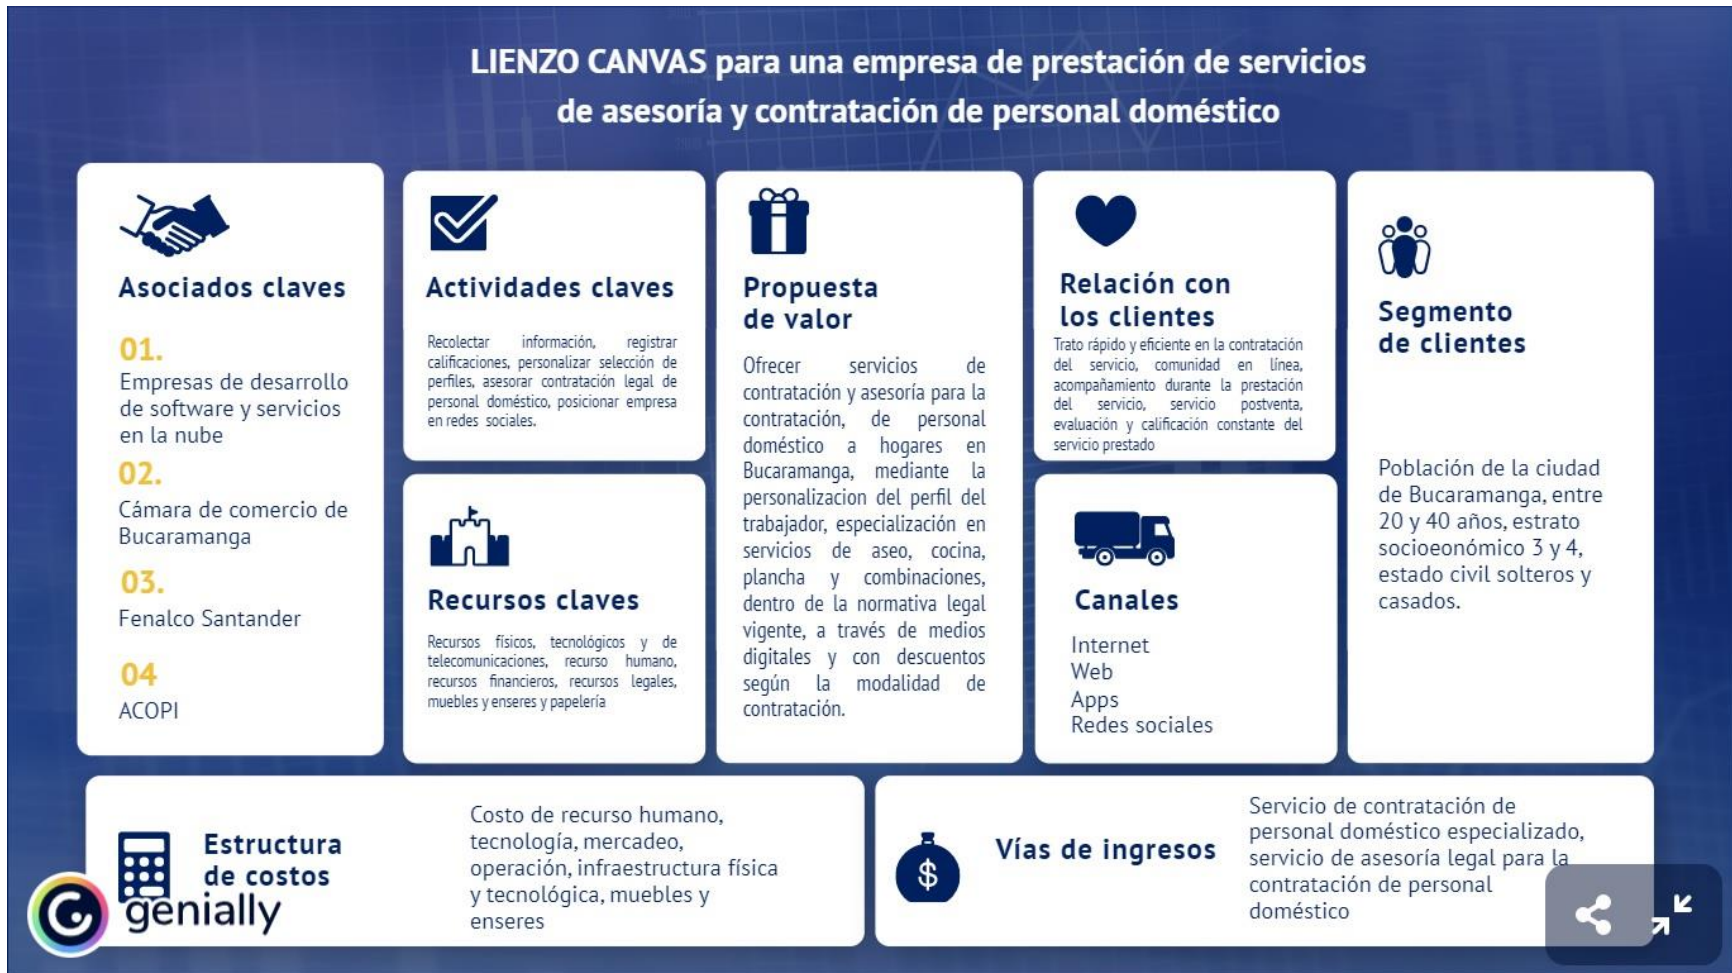 LIENZO CANVAS para una empresa de prestación de servicios
de asesoría y contratación de personal doméstico
Asociados claves
01.
Empresas de desarrollo
de software y servicios
en la nube
02.
Cámara de comercio de
Bucaramanga
03.
Fenalco Santander
04
ACOPI
Actividades claves
Recolectar información, registrar
calificaciones, personalizar selección de
perfiles, asesorar contratación legal de
personal doméstico, posicionar empresa
en redes sociales.
Recursos claves
Recursos físicos, tecnológicos y de
telecomunicaciones, recurso humano,
recursos financieros, recursos legales,
muebles y enseres y papelería
Propuesta
de valor
Ofrecer servicios de
contratación y asesoría para la
contratación, de personal
doméstico a hogares en
Bucaramanga, mediante la
personalizacion del perfil del
trabajador, especialización en
servicios de aseo, cocina,
plancha y combinaciones,
dentro de la normativa legal
vigente, a través de medios
digitales y con descuentos
según la modalidad de
contratación.
Relación con
los clientes
Trato rápido y eficiente en la contratación
del servicio, comunidad en línea,
acompañamiento durante la prestación
del servicio, servicio postventa,
evaluación y calificación constante del
servicio prestado
Canales
Internet
Web
Apps
Redes sociales
Segmento
de clientes
Población de la ciudad
de Bucaramanga, entre
20 y 40 años, estrato
socioeconómico 3 y 4,
estado civil solteros y
casados.
Estructura
de costos
Costo de recurso humano,
tecnología, mercadeo,
operación, infraestructura física
y tecnológica, muebles y
enseres
genially
$
Vías de ingresos
Servicio de contratación de
personal doméstico especializado,
servicio de asesoría legal para la
contratación de personal
doméstico